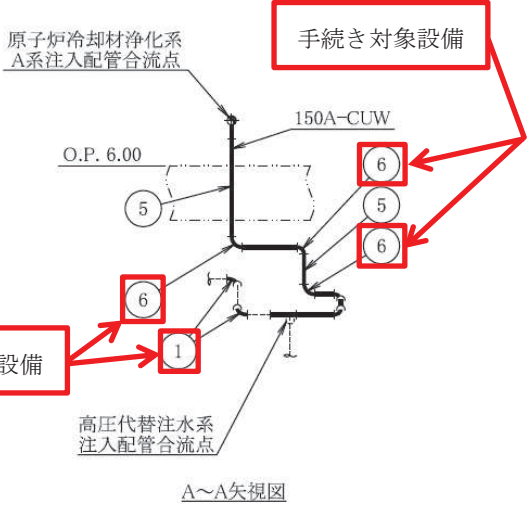 原子炉冷却材浄化系
A系注入配管合流点
手続き対象設備
150A-CUW
O.P. 6.00
6
5
5
6
6
設備
1
高圧代替注水系
注入配管合流点
A～A矢視図